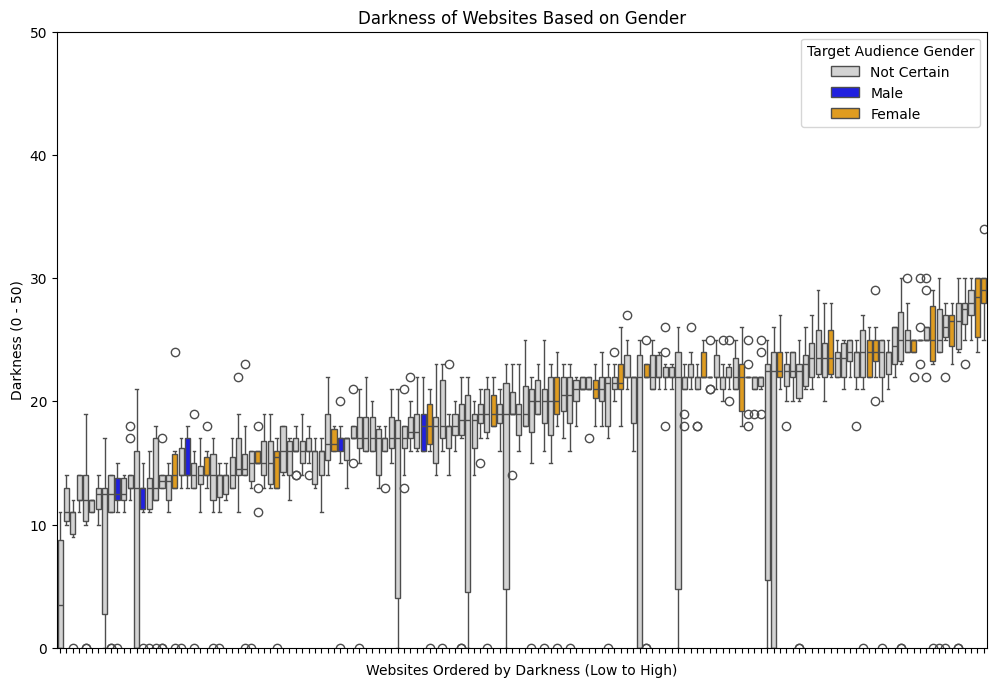 Darkness of Websites Based on Gender
50
40
30
20
10
0
Darkness (0 - 50)
Target Audience Gender
Not Certain
Male
Female
Websites Ordered by Darkness (Low to High)